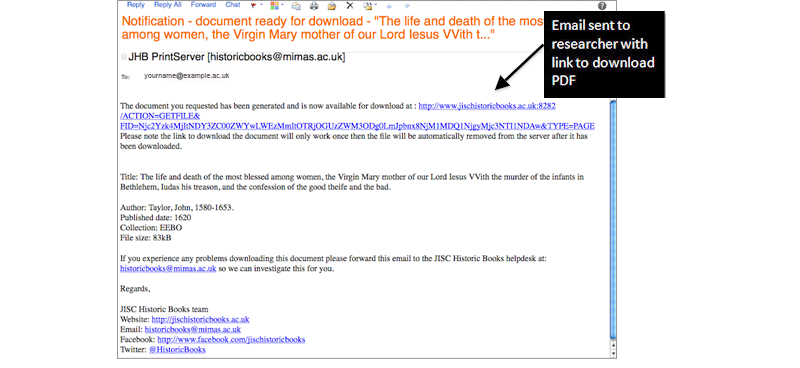 Reply Reply All Forward Chat
Notification - document ready for download - "The life and death of the most
among women, the Virgin Mary mother of our Lord Iesus VVith t..."
Email sent to
researcher with
link to download
PDF
JHB PrintServer [historicbooks@mimas.ac.uk]
To: yourname@example.ac.uk
The document you requested has been generated and is now available for download at : http://www.jischistoricbooks.ac.uk:8282
/ACTION=GETFILE&
Please note the link to download the document will only work once then the file will be automatically removed from the server after it has
been downloaded.
Title: The life and death of the most blessed among women, the Virgin Mary mother of our Lord Iesus VVith the murder of the infants in
Bethlehem, Iudas his treason, and the confession of the good theife and the bad.
Author: Taylor, John, 1580-1653.
Published date: 1620
Collection: EEBO
File size: 83kB
If you experience any problems downloading this document please forward this email to the JISC Historic Books helpdesk at:
historicbooks@mimas.ac.uk so we can investigate this for you.
Regards,
JISC Historic Books team
Website: http://jischistoricbooks.ac.uk
Email: historicbooks@mimas.ac.uk
Facebook: http://www.facebook.com/jischistoricbooks
Twitter: @HistoricBooks